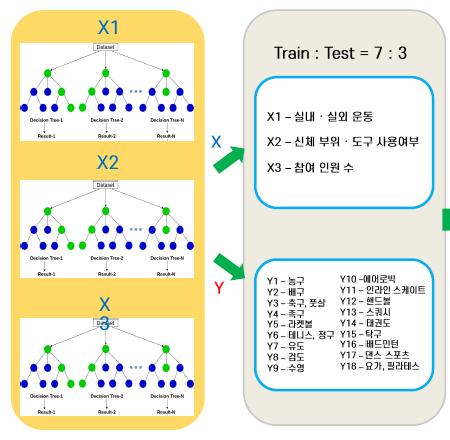 X1
Dataset
Decision Tree-1 Decision Tree-2 Decision Tree-N
Result-1 Result-2 Result-N
X2
Dataset
Decision Tree-1 Decision Tree-2 Decision Tree-N
Result-1 Result-2 Result-N
X
3
Dataset
Decision Tree-1 Decision Tree-2 Decision Tree-N
Result-1 Result-2 Result-N
X
Y
Train : Test = 7 : 3
X1 – 실내 · 실외 운동
X2 – 신체 부위 · 도구 사용여부
X3 – 참여 인원 수
Y1 – 농구
Y2 – 배구
Y3 – 축구, 풋살
Y4 – 족구
Y5 – 라켓볼
Y6 – 테니스, 정구
Y7 – 유도
Y8 – 검도
Y9 – 수영
Y10 –에어로빅
Y11 – 인라인 스케이트
Y12 – 핸드볼
Y13 – 스쿼시
Y14 – 태권도
Y15 – 탁구
Y16 – 배드민턴
Y17 – 댄스 스포츠
Y18 – 요가, 필라테스